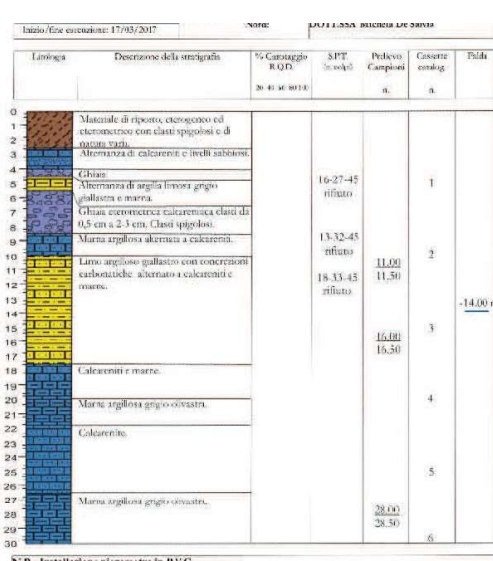 Inizio/fine esecuzione: 17/03/2017
Nord:
DOTT.SSA Michela De Salvia
Litologia
Descrizione della stratigrafia
% Carotaggio
R.Q.D.
20 40 60 80 100
S.P.T.
(n. colpi)
Prelievo
Campioni
n.
Cassette
catalog.
n.
Falda
0
1
2
3
4
5
6
7
8
9
10
11
12
13
14
15
16
17
18
19
20
21
22
23
24
25
26
27
28
29
30
Materiale di riporto, eterogeneo ed
eterometrico con clasti spigolosi e di
natura varia.
Alternanza di calcareniti e livelli sabbiosi.
Ghiaia.
Alternanza di argilla limosa grigio
giallastra e marna.
Ghiaia eterometrica calcarenitica clasti da
0,5 cm a 2-3 cm. Clasti spigolosi.
Marna argillosa alternata a calcarenita.
Limo argilloso giallastro con concrezioni
carbonatiche alternato a calcareniti e
marne.
Calcareniti e marne.
Marna argillosa grigio olivastra.
Calcarenite.
Marna argillosa grigio olivastra.
16-27-45
rifiuto
13-32-45
rifiuto
18-33-45
rifiuto
11.00
11.50
16.00
16.50
28.00
28.50
1
2
3
4
5
6
-14.00
N.B. Installazione piezometro in P.V.C.